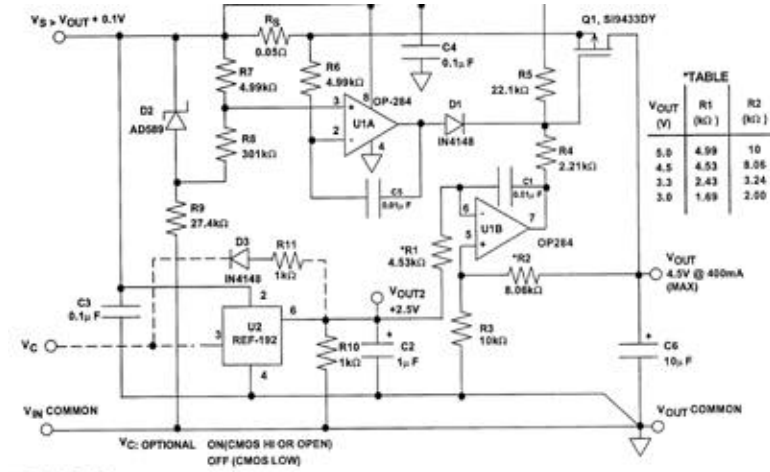 Vs > VOUT + 0.1V
Rs
0.05Ω
Q1, SI9433DY
C4
0.1μF
R7
4.99kΩ
R6
4.99kΩ
R5
22.1kΩ
D2
AD589
3
+
8
OP-284
U1A
2
-
4
D1
IN4148
R8
301kΩ
R4
2.21kΩ
C5
0.01μF
C1
0.01μF
*TABLE
VOUT R1 R2
(V) (kΩ) (kΩ)
5.0 4.99 10
4.5 4.53 8.06
3.3 2.43 3.24
3.0 1.69 2.00
R9
27.4kΩ
6
-
7
U1B
5
+
OP284
D3
R11
IN4148
1kΩ
*R1
4.53kΩ
*R2
8.06kΩ
VOUT
4.5V @ 400mA
(MAX)
C3
0.1μF
2
VOUT2
+2.5V
6
U2
REF-192
3
4
VC
R10
1kΩ
+
C2
1μF
R3
10kΩ
+
C6
10μF
VIN COMMON
VOUT COMMON
VC: OPTIONAL ON(CMOS HI OR OPEN)
OFF (CMOS LOW)